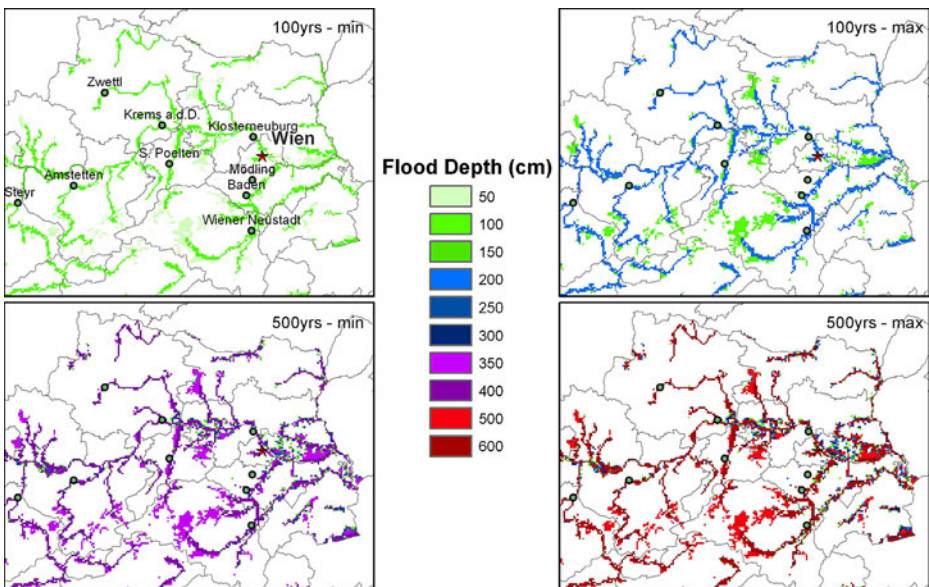 100yrs - min
Zwettl
Krems a.d.D.
Klosterneuburg
Wien
S. Poelten
Mödling
Amstetten
Baden
Steyr
Wiener Neustadt
100yrs - max
Flood Depth (cm)
50
100
150
200
250
300
350
400
500
600
500yrs - min
500yrs - max